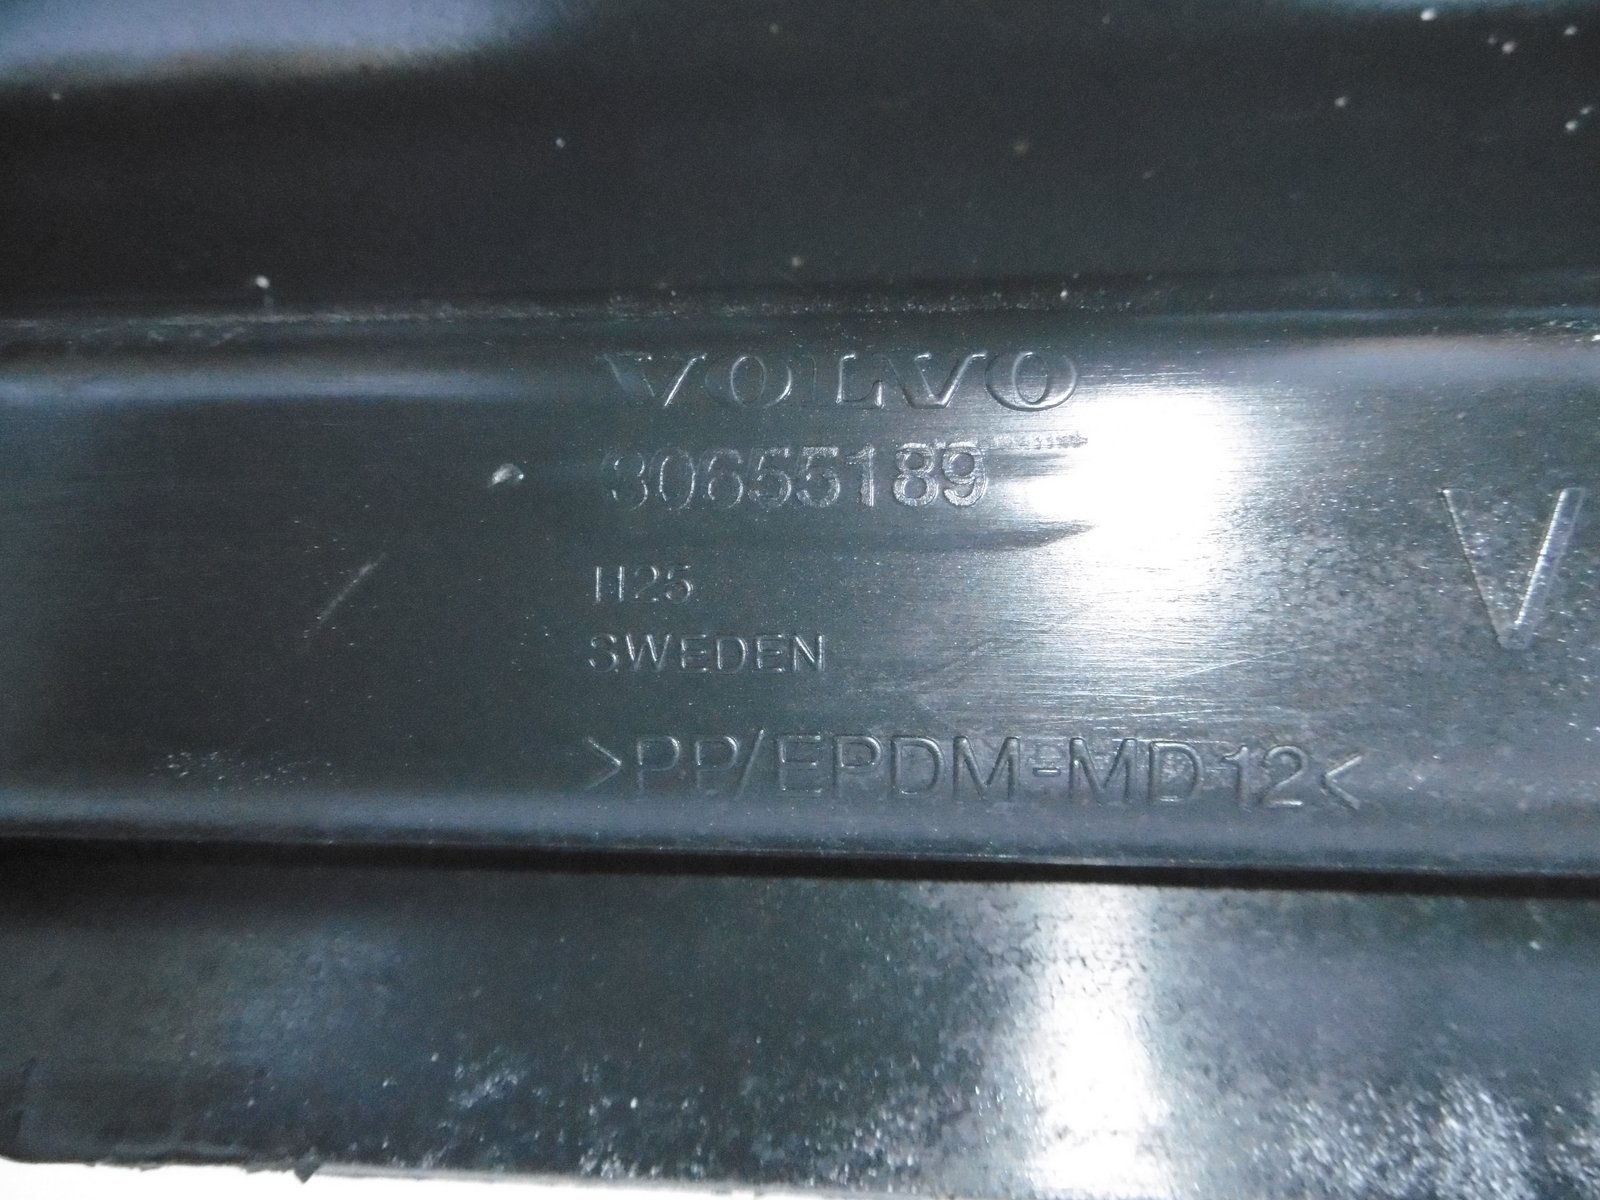 VOLVO
30655189
H25
SWEDEN
>PP/EPDM-MD12<
V